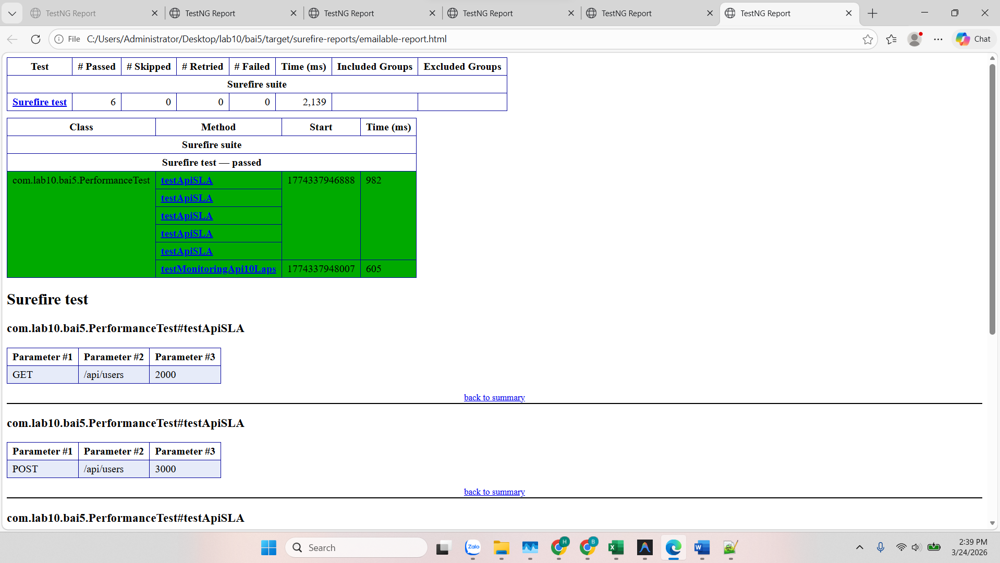 TestNG Report
TestNG Report
TestNG Report
TestNG Report
TestNG Report
TestNG Report
File C:/Users/Administrator/Desktop/lab10/bai5/target/surefire-reports/emailable-report.html
Chat
Test # Passed # Skipped # Retried # Failed Time (ms) Included Groups Excluded Groups
Surefire suite
Surefire test 6 0 0 0 2,139
Class Method Start Time (ms)
Surefire suite
Surefire test — passed
com.lab10.bai5.PerformanceTest testApiSLA 1774337946888 982
testApiSLA
testApiSLA
testApiSLA
testApiSLA
testMonitoringApi10Laps 1774337948007 605
Surefire test
com.lab10.bai5.PerformanceTest#testApiSLA
Parameter #1 Parameter #2 Parameter #3
GET /api/users 2000
back to summary
com.lab10.bai5.PerformanceTest#testApiSLA
Parameter #1 Parameter #2 Parameter #3
POST /api/users 3000
back to summary
com.lab10.bai5.PerformanceTest#testApiSLA
Search
Zalo
H
B
X
W
2:39 PM
3/24/2026